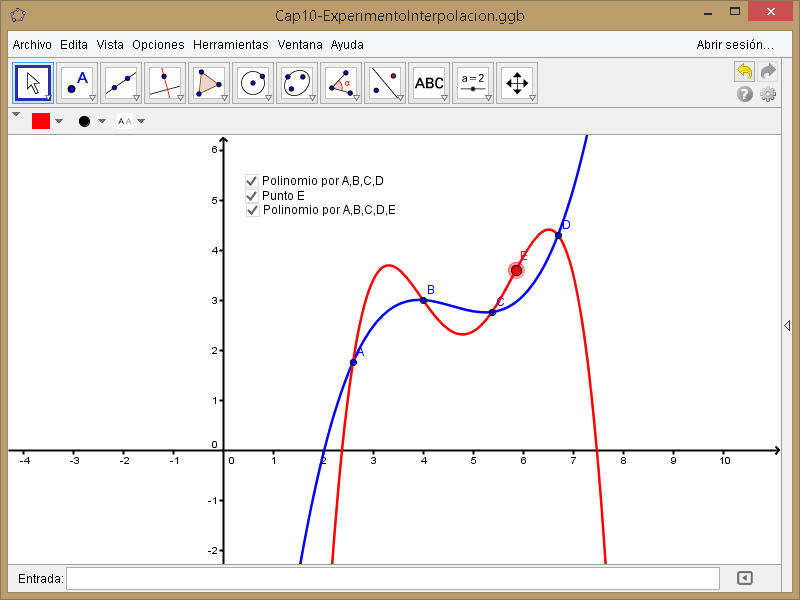 Cap10-ExperimentoInterpolacion.ggb
Archivo Edita Vista Opciones Herramientas Ventana Ayuda Abrir sesión...
A α ABC a=2
A A
Polinomio por A,B,C,D
Punto E
Polinomio por A,B,C,D,E
6
5
4
3
2
1
0
-1
-2
-4 -3 -2 -1 0 2 3 4 5 6 7 8 9 10
A
B
C
E
D
Entrada: